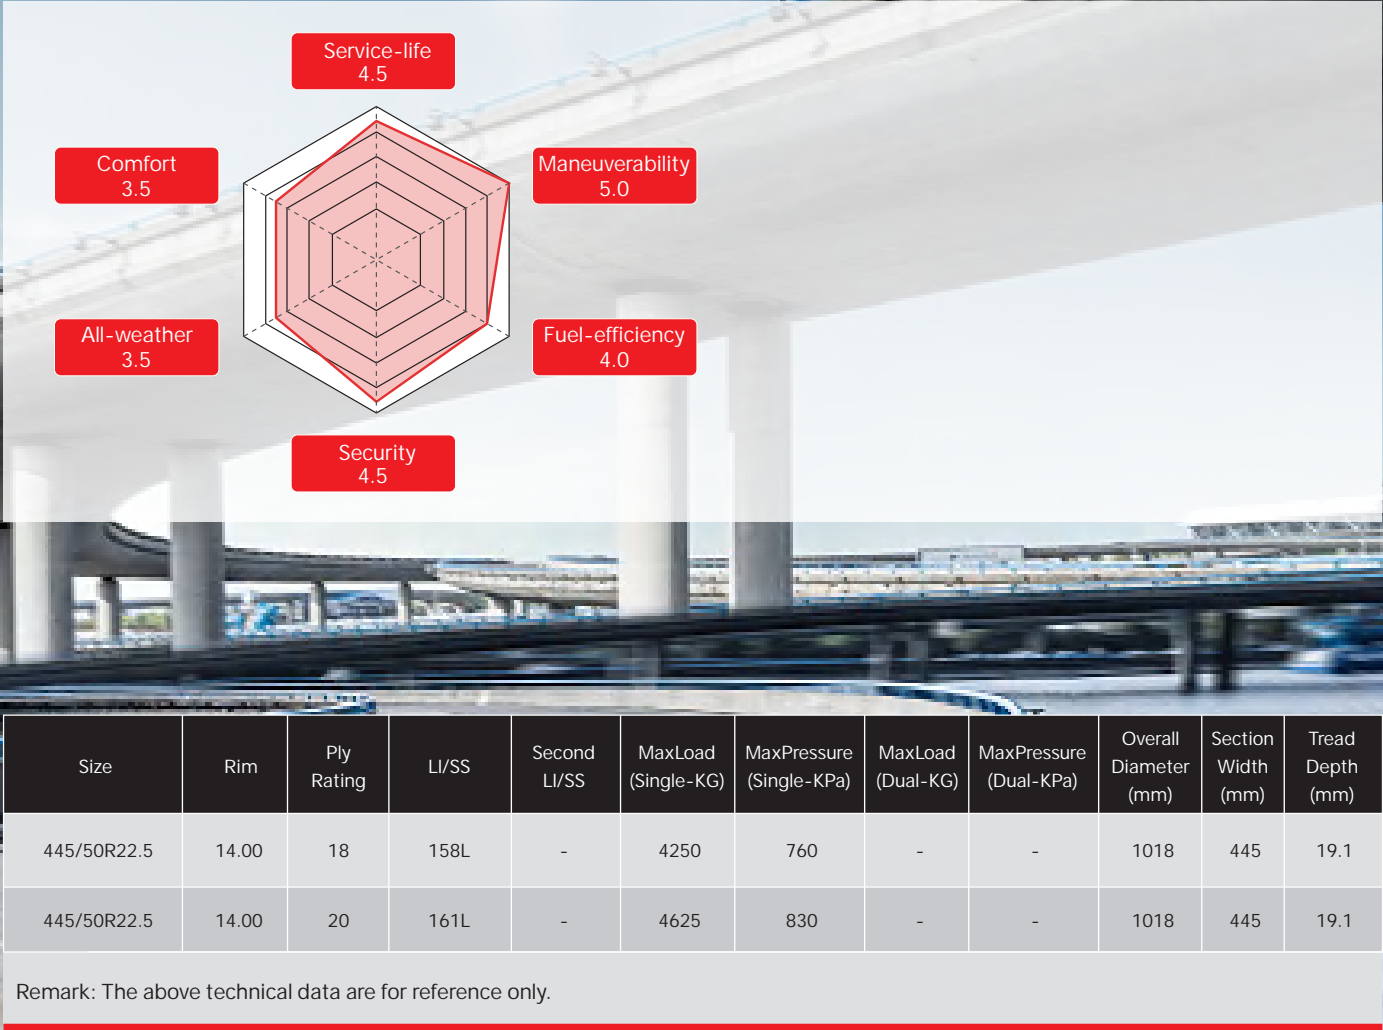 Service-life
4.5
Comfort
3.5
Maneuverability
5.0
All-weather
3.5
Fuel-efficiency
4.0
Security
4.5
Size Rim Ply Rating LI/SS Second LI/SS MaxLoad (Single-KG) MaxPressure (Single-KPa) MaxLoad (Dual-KG) MaxPressure (Dual-KPa) Overall Diameter (mm) Section Width (mm) Tread Depth (mm)
445/50R22.5 14.00 18 158L - 4250 760 - - 1018 445 19.1
445/50R22.5 14.00 20 161L - 4625 830 - - 1018 445 19.1
Remark: The above technical data are for reference only.